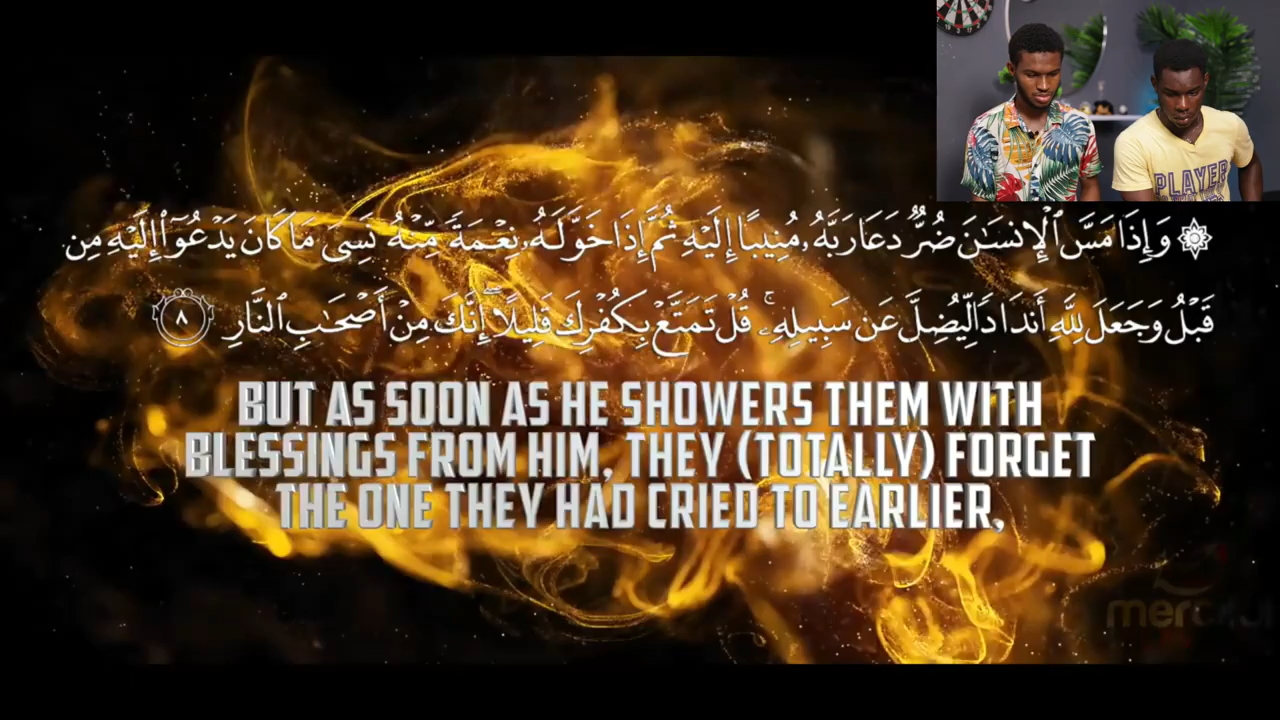 PLAYER
۞ وَإِذَا مَسَّ ٱلْإِنسَـٰنَ ضُرٌّ دَعَا رَبَّهُۥ مُنِيبًا إِلَيْهِ ثُمَّ إِذَا خَوَّلَهُۥ نِعْمَةً مِّنْهُ نَسِىَ مَا كَانَ يَدْعُوٓا۟ إِلَيْهِ مِن
قَبْلُ وَجَعَلَ لِلَّهِ أَندَادًا لِّيُضِلَّ عَن سَبِيلِهِۦ ۚ قُلْ تَمَتَّعْ بِكُفْرِكَ قَلِيلًا ۖ إِنَّكَ مِنْ أَصْحَـٰبِ ٱلنَّارِ ٨
BUT AS SOON AS HE SHOWERS THEM WITH
BLESSINGS FROM HIM, THEY (TOTALLY) FORGET
THE ONE THEY HAD CRIED TO EARLIER,